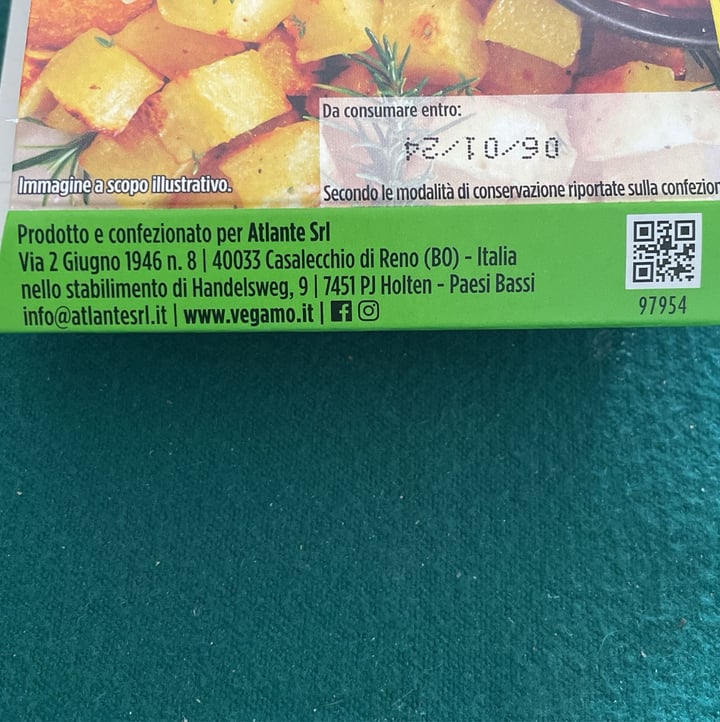 Da consumare entro:
06/01/24
Immagine a scopo illustrativo.
Secondo le modalità di conservazione riportate sulla confezion
Prodotto e confezionato per Atlante Srl
Via 2 Giugno 1946 n. 8 | 40033 Casalecchio di Reno (BO) - Italia
nello stabilimento di Handelsweg, 9 | 7451 PJ Holten - Paesi Bassi
info@atlantesrl.it | www.vegamo.it |
97954